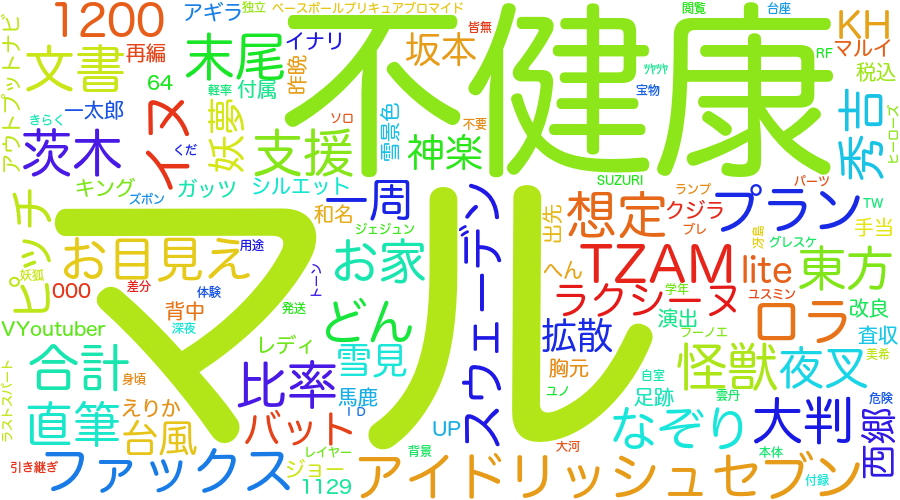 不健康
マル
1200
アギラ
独立
ベースボールプリキュアブロマイド
皆無
閲覧
台座
KH
マルイ
RF
税込
ツヤツヤ
宝物
文書
再編
末尾
イナリ
坂本
昨晩
64
軽率
付属
アウトプットナビ
一太郎
きらく
茨木
イヌ
くだ
妖夢
支援
ソロ
雪景色
神楽
不要
秀吉
ヒーローズ
SUZURI
キング
ガッツ
シルエット
ズボン
一周
和名
ジェジュン
スウェーデン
出先
想定
ランプ
クジラ
ブレ
プラン
パーツ
TW
手当
グレスケ
ピッチ
妖狐
お目見え
用途
お家
へん
TZAM
lite
東方
000
差分
体験
トーン
ラクシーヌ
学年
ユスミン
改良
VYoutuber
背中
深夜
発送
どん
拡散
演出
フーノエ
ロラ
査収
合計
レディ
雪見
胸元
怪獣
夜叉
美希
ラストスパート
身頃
比率
馬鹿
ID
ユノ
自室
足跡
雲丹
危険
直筆
えりか
台風
バット
UP
なぞり
大判
西郷
引き継ぎ
ファックス
レイヤー
ジョー
1129
背景
大河
アイドリッシュセブン
本体
付録